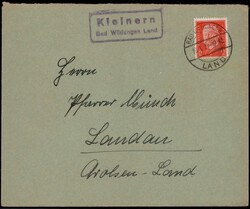 Kleinern
Bad Wildungen Land
LAND
Herrn
Pfarrer Münch
Landau
Arolsen-Land